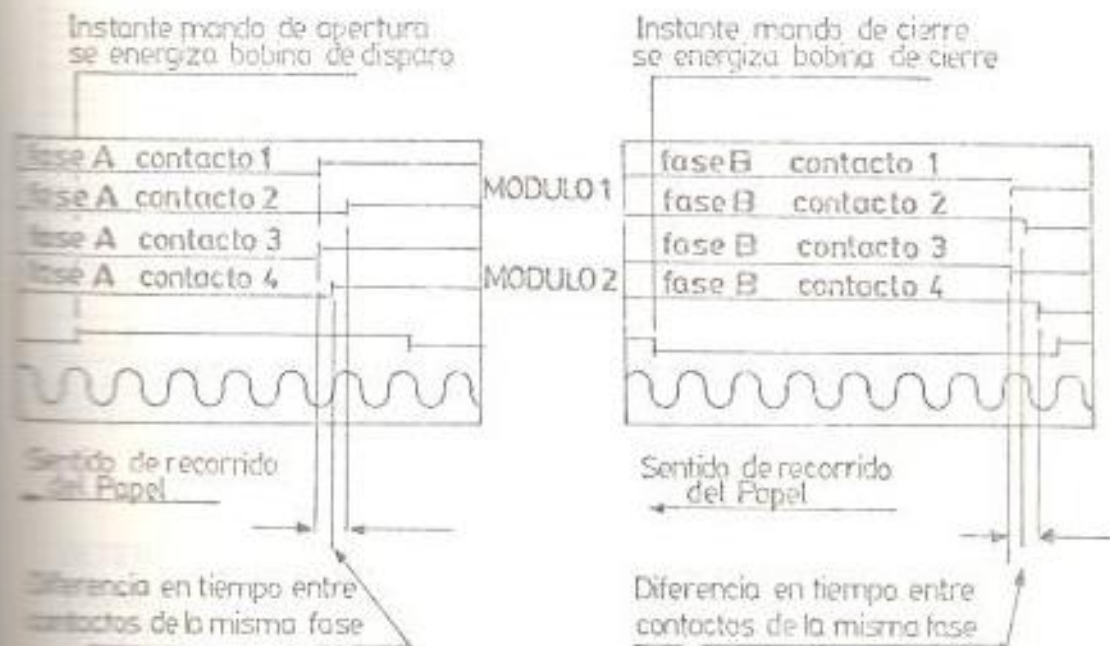 Instante mando de apertura
se energiza bobina de disparo
fase A contacto 1
fase A contacto 2
fase A contacto 3
fase A contacto 4
MODULO 1
MODULO 2
Sentido de recorrido
del Papel
Diferencia en tiempo entre
contactos de la misma fase
Instante mando de cierre
se energiza bobina de cierre
fase B contacto 1
fase B contacto 2
fase B contacto 3
fase B contacto 4
Sentido de recorrido
del Papel
Diferencia en tiempo entre
contactos de la misma fase